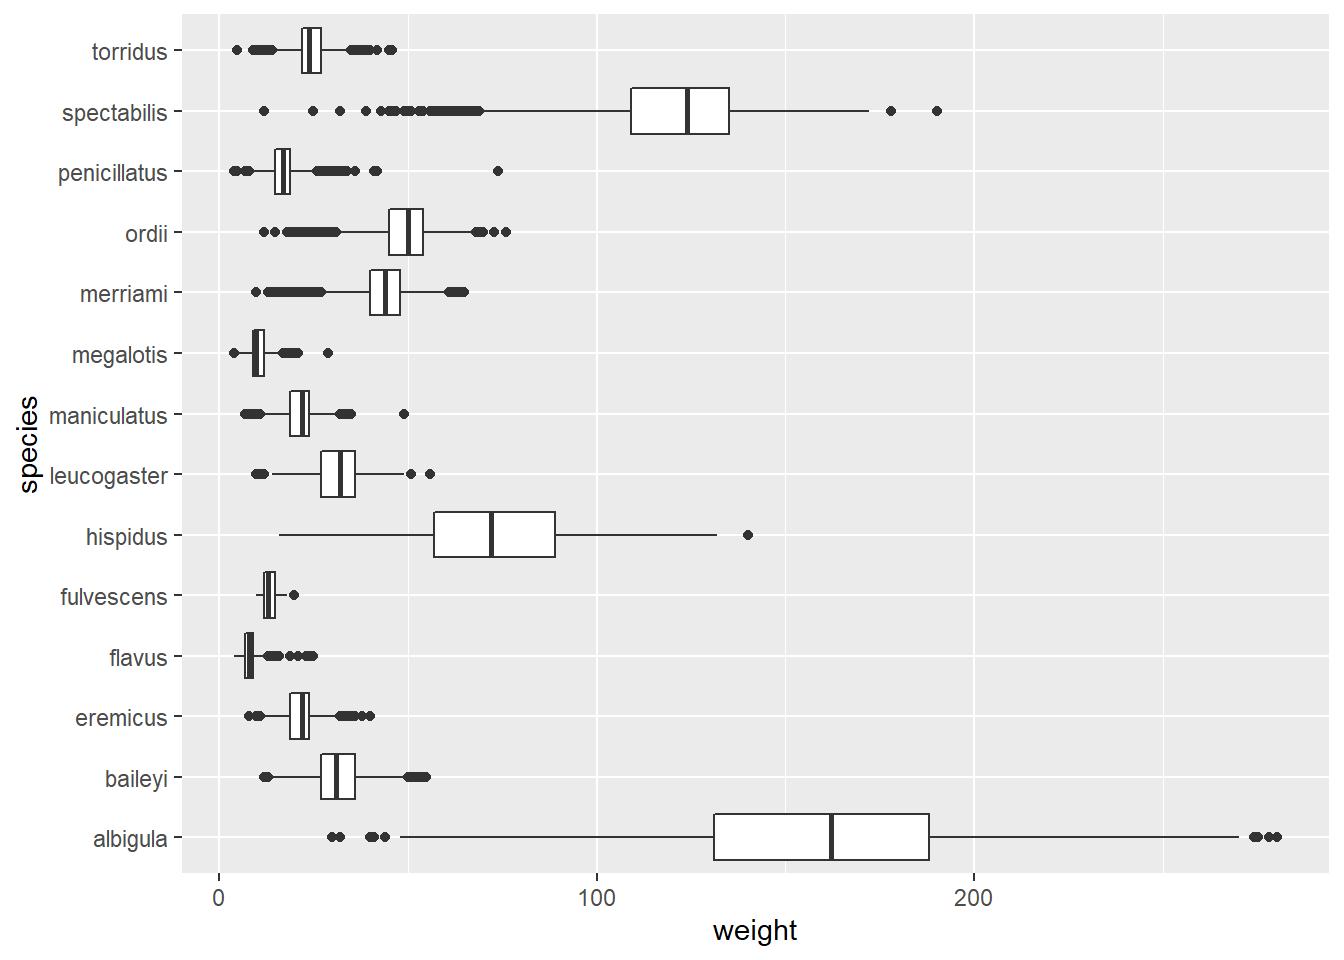 torridus
spectabilis
penicillatus
ordii
merriami
megalotis
maniculatus
leucogaster
hispidus
fulvescens
flavus
eremicus
baileyi
albigula
species
0 100 200
weight